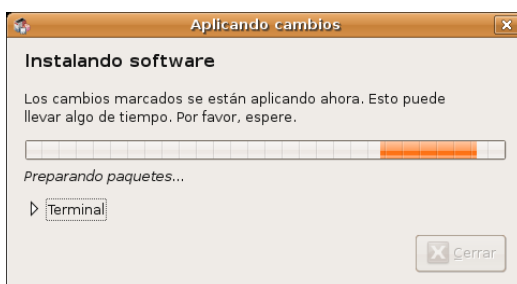 Aplicando cambios
Instalando software
Los cambios marcados se están aplicando ahora. Esto puede
llevar algo de tiempo. Por favor, espere.
Preparando paquetes...
Terminal
Cerrar